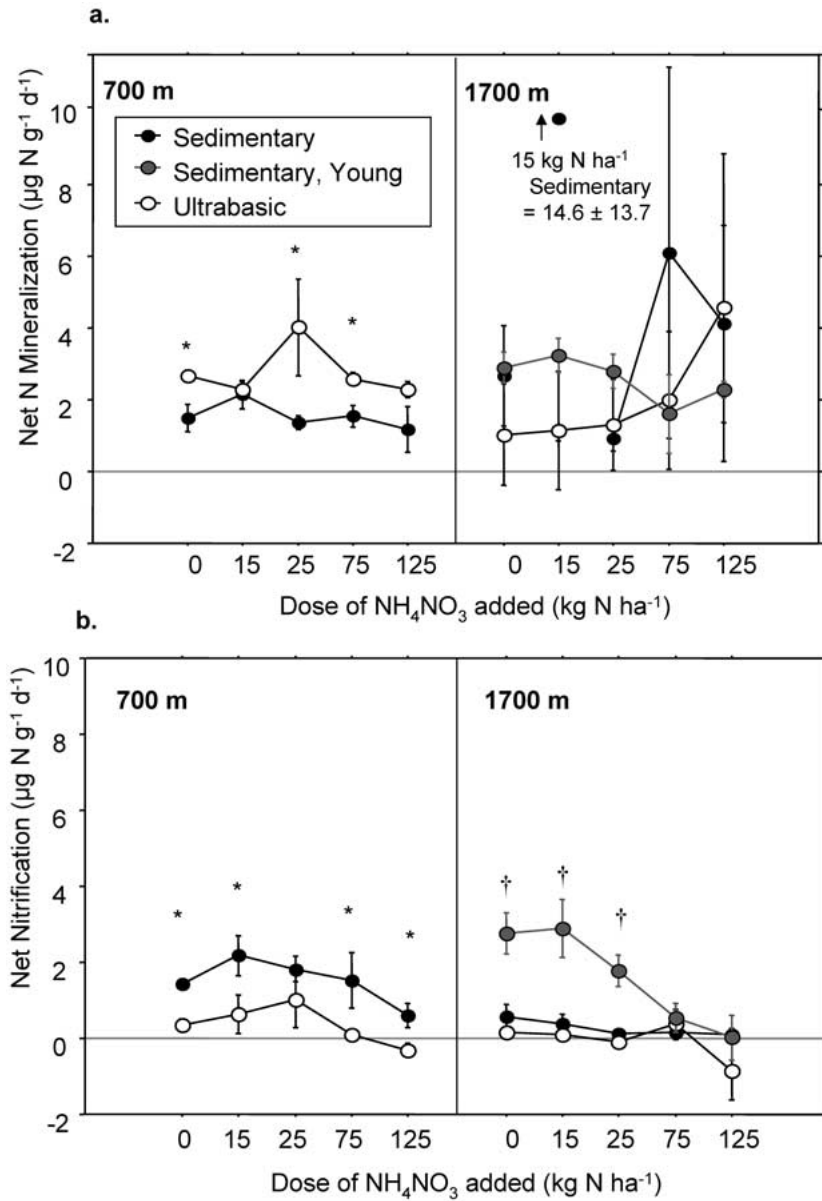 a.
Net N Mineralization (µg N g⁻¹ d⁻¹)
10
8
6
4
2
0
-2
700 m
Sedimentary
Sedimentary, Young
Ultrabasic
*
*
*
1700 m
15 kg N ha⁻¹
Sedimentary
= 14.6 ± 13.7
0 15 25 75 125
0 15 25 75 125
Dose of NH₄NO₃ added (kg N ha⁻¹)
b.
Net Nitrification (µg N g⁻¹ d⁻¹)
10
8
6
4
2
0
-2
700 m
*
*
*
*
1700 m
†
†
†
0 15 25 75 125
0 15 25 75 125
Dose of NH₄NO₃ added (kg N ha⁻¹)